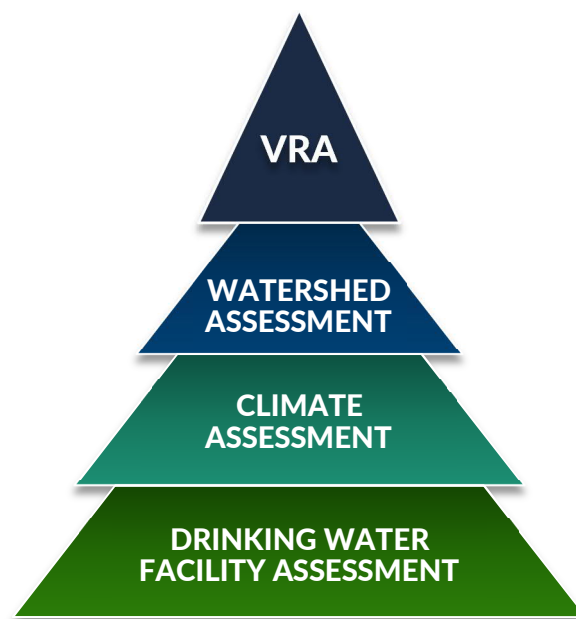 VRA
WATERSHED
ASSESSMENT
CLIMATE
ASSESSMENT
DRINKING WATER
FACILITY ASSESSMENT